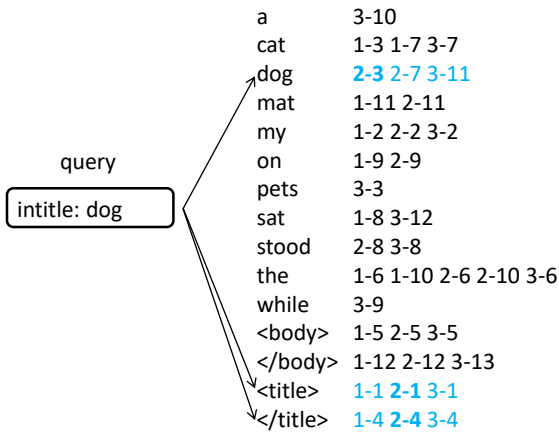 a 3-10
cat 1-3 1-7 3-7
dog 2-3 2-7 3-11
mat 1-11 2-11
my 1-2 2-2 3-2
on 1-9 2-9
query
pets 3-3
intitle: dog
sat 1-8 3-12
stood 2-8 3-8
the 1-6 1-10 2-6 2-10 3-6
while 3-9
<body> 1-5 2-5 3-5
</body> 1-12 2-12 3-13
<title> 1-1 2-1 3-1
</title> 1-4 2-4 3-4